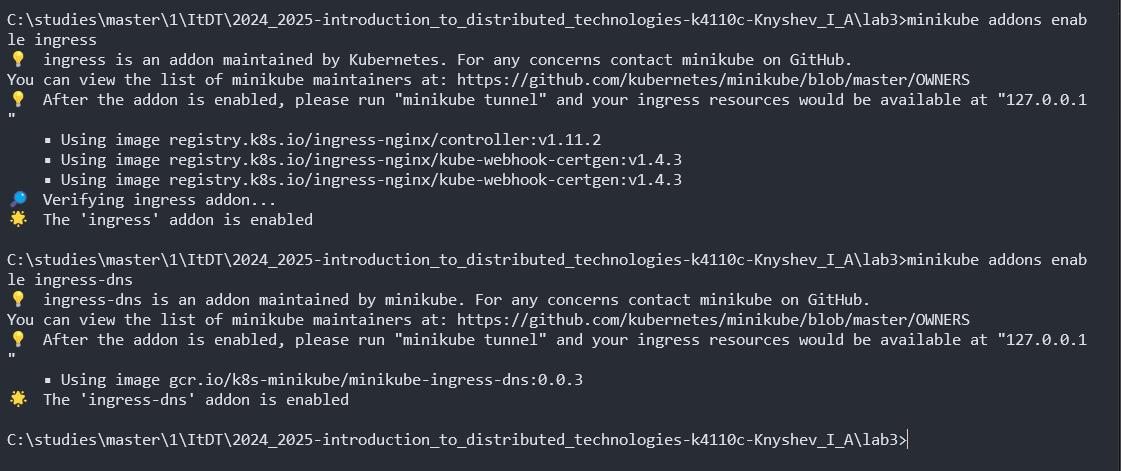 C:\studies\master\1\ItDT\2024_2025-introduction_to_distributed_technologies-k4110c-Knyshev_I_A\lab3>minikube addons enab
le ingress
💡  ingress is an addon maintained by Kubernetes. For any concerns contact minikube on GitHub.
You can view the list of minikube maintainers at: https://github.com/kubernetes/minikube/blob/master/OWNERS
💡  After the addon is enabled, please run "minikube tunnel" and your ingress resources would be available at "127.0.0.1
"
    ▪ Using image registry.k8s.io/ingress-nginx/controller:v1.11.2
    ▪ Using image registry.k8s.io/ingress-nginx/kube-webhook-certgen:v1.4.3
    ▪ Using image registry.k8s.io/ingress-nginx/kube-webhook-certgen:v1.4.3
🔎  Verifying ingress addon...
🌟  The 'ingress' addon is enabled
C:\studies\master\1\ItDT\2024_2025-introduction_to_distributed_technologies-k4110c-Knyshev_I_A\lab3>minikube addons enab
le ingress-dns
💡  ingress-dns is an addon maintained by minikube. For any concerns contact minikube on GitHub.
You can view the list of minikube maintainers at: https://github.com/kubernetes/minikube/blob/master/OWNERS
💡  After the addon is enabled, please run "minikube tunnel" and your ingress resources would be available at "127.0.0.1
"
    ▪ Using image gcr.io/k8s-minikube/minikube-ingress-dns:0.0.3
🌟  The 'ingress-dns' addon is enabled
C:\studies\master\1\ItDT\2024_2025-introduction_to_distributed_technologies-k4110c-Knyshev_I_A\lab3>